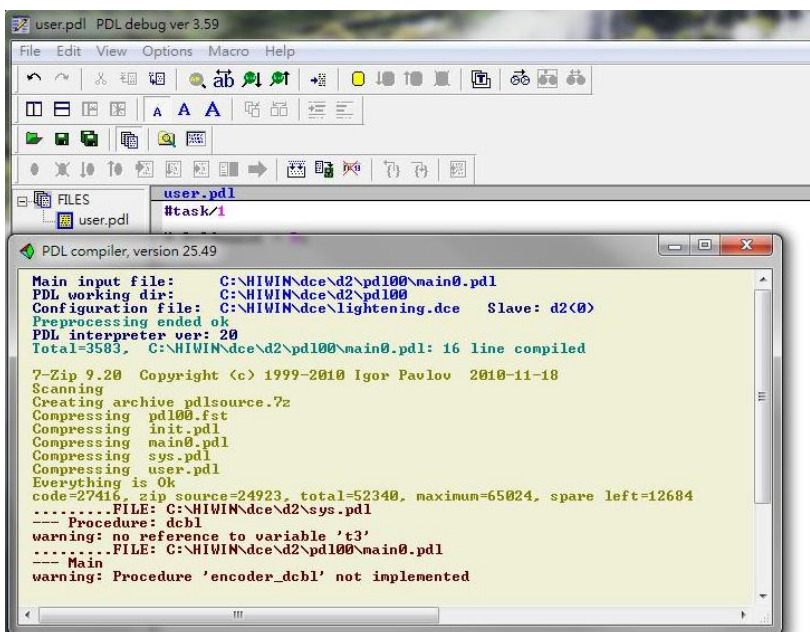 user.pdl PDL debug ver 3.59
File Edit View Options Macro Help
ab
A A A
FILES
user.pdl
user.pdl
#task/1
PDL compiler, version 25.49
Main input file: C:\HIWIN\dce\d2\pdl00\main0.pdl
PDL working dir: C:\HIWIN\dce\d2\pdl00
Configuration file: C:\HIWIN\dce\lightening.dce Slave: d2(0)
Preprocessing ended ok
PDL interpreter ver: 20
Total=3583, C:\HIWIN\dce\d2\pdl00\main0.pdl: 16 line compiled
7-Zip 9.20 Copyright (c) 1999-2010 Igor Pavlov 2010-11-18
Scanning
Creating archive pdlsource.7z
Compressing pdl00.fst
Compressing init.pdl
Compressing main0.pdl
Compressing sys.pdl
Compressing user.pdl
Everything is Ok
code=27416, zip source=24923, total=52340, maximum=65024, spare left=12684
.........FILE: C:\HIWIN\dce\d2\sys.pdl
--- Procedure: dcbl
warning: no reference to variable 't3'
.........FILE: C:\HIWIN\dce\d2\pdl00\main0.pdl
--- Main
warning: Procedure 'encoder_dcbl' not implemented